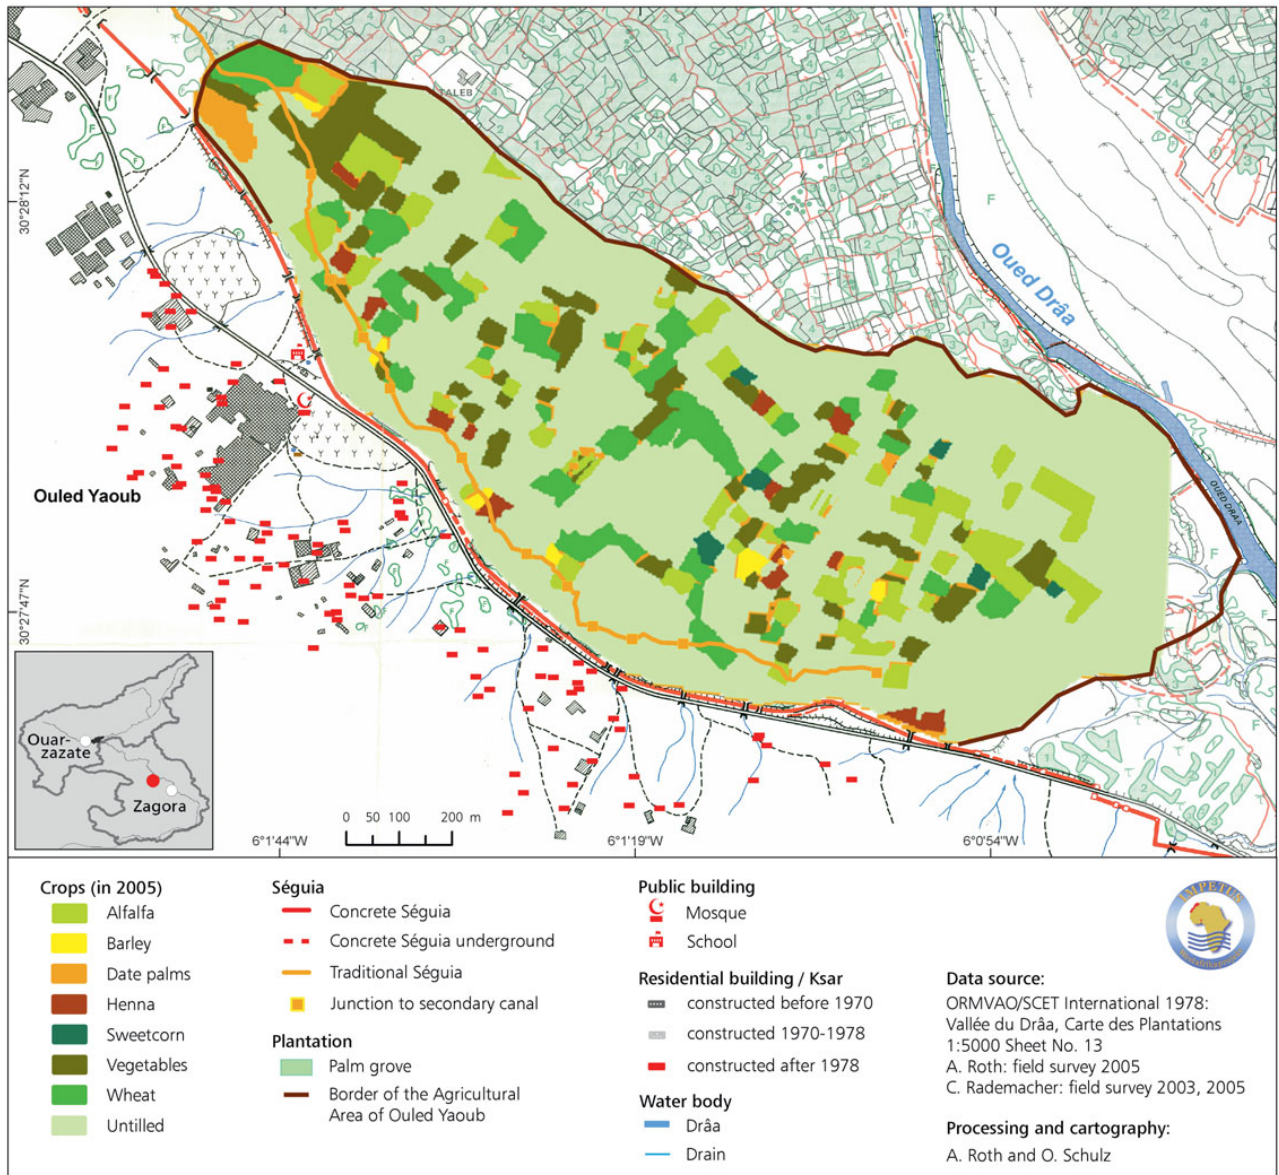 TALEB
Oued Drâa
OUED DRAA
30°28'12"N
30°27'47"N
Ouled Yaoub
Ouar-
zazate
Zagora
0 50 100 200 m
6°1'44"W
6°1'19"W
6°0'54"W
Crops (in 2005)
Alfalfa
Barley
Date palms
Henna
Sweetcorn
Vegetables
Wheat
Untilled
Séguia
Concrete Séguia
Concrete Séguia underground
Traditional Séguia
Junction to secondary canal
Plantation
Palm grove
Border of the Agricultural
Area of Ouled Yaoub
Public building
Mosque
School
Residential building / Ksar
constructed before 1970
constructed 1970-1978
constructed after 1978
Water body
Drâa
Drain
IMPETUS
Data source:
ORMVAO/SCET International 1978:
Vallée du Drâa, Carte des Plantations
1:5000 Sheet No. 13
A. Roth: field survey 2005
C. Rademacher: field survey 2003, 2005
Processing and cartography:
A. Roth and O. Schulz